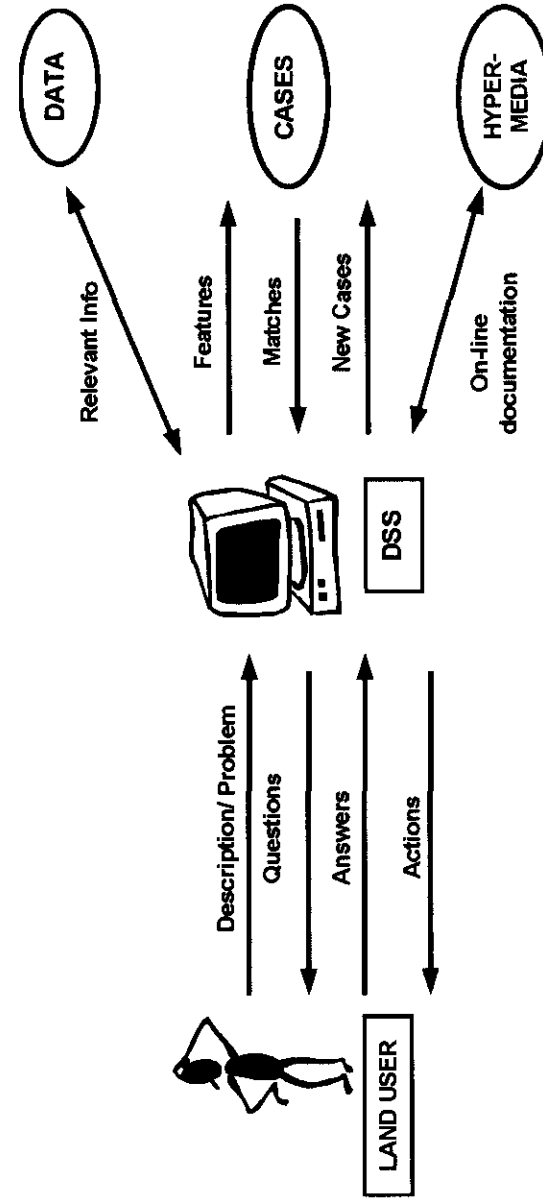 DATA
Relevant Info
Features
CASES
Matches
New Cases
HYPER-
MEDIA
On-line
documentation
DSS
Description/ Problem
Questions
Answers
Actions
LAND USER